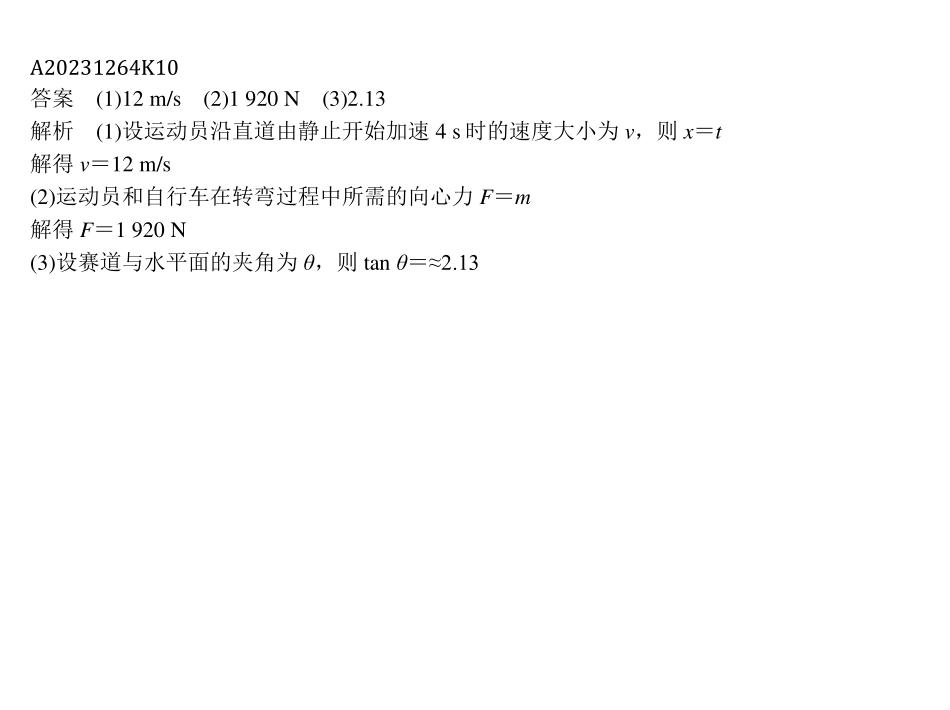 A20231264K10
答案　(1)12 m/s　(2)1 920 N　(3)2.13
解析　(1)设运动员沿直道由静止开始加速 4 s 时的速度大小为 v，则 x＝t
解得 v＝12 m/s
(2)运动员和自行车在转弯过程中所需的向心力 F＝m
解得 F＝1 920 N
(3)设赛道与水平面的夹角为 θ，则 tan θ＝≈2.13